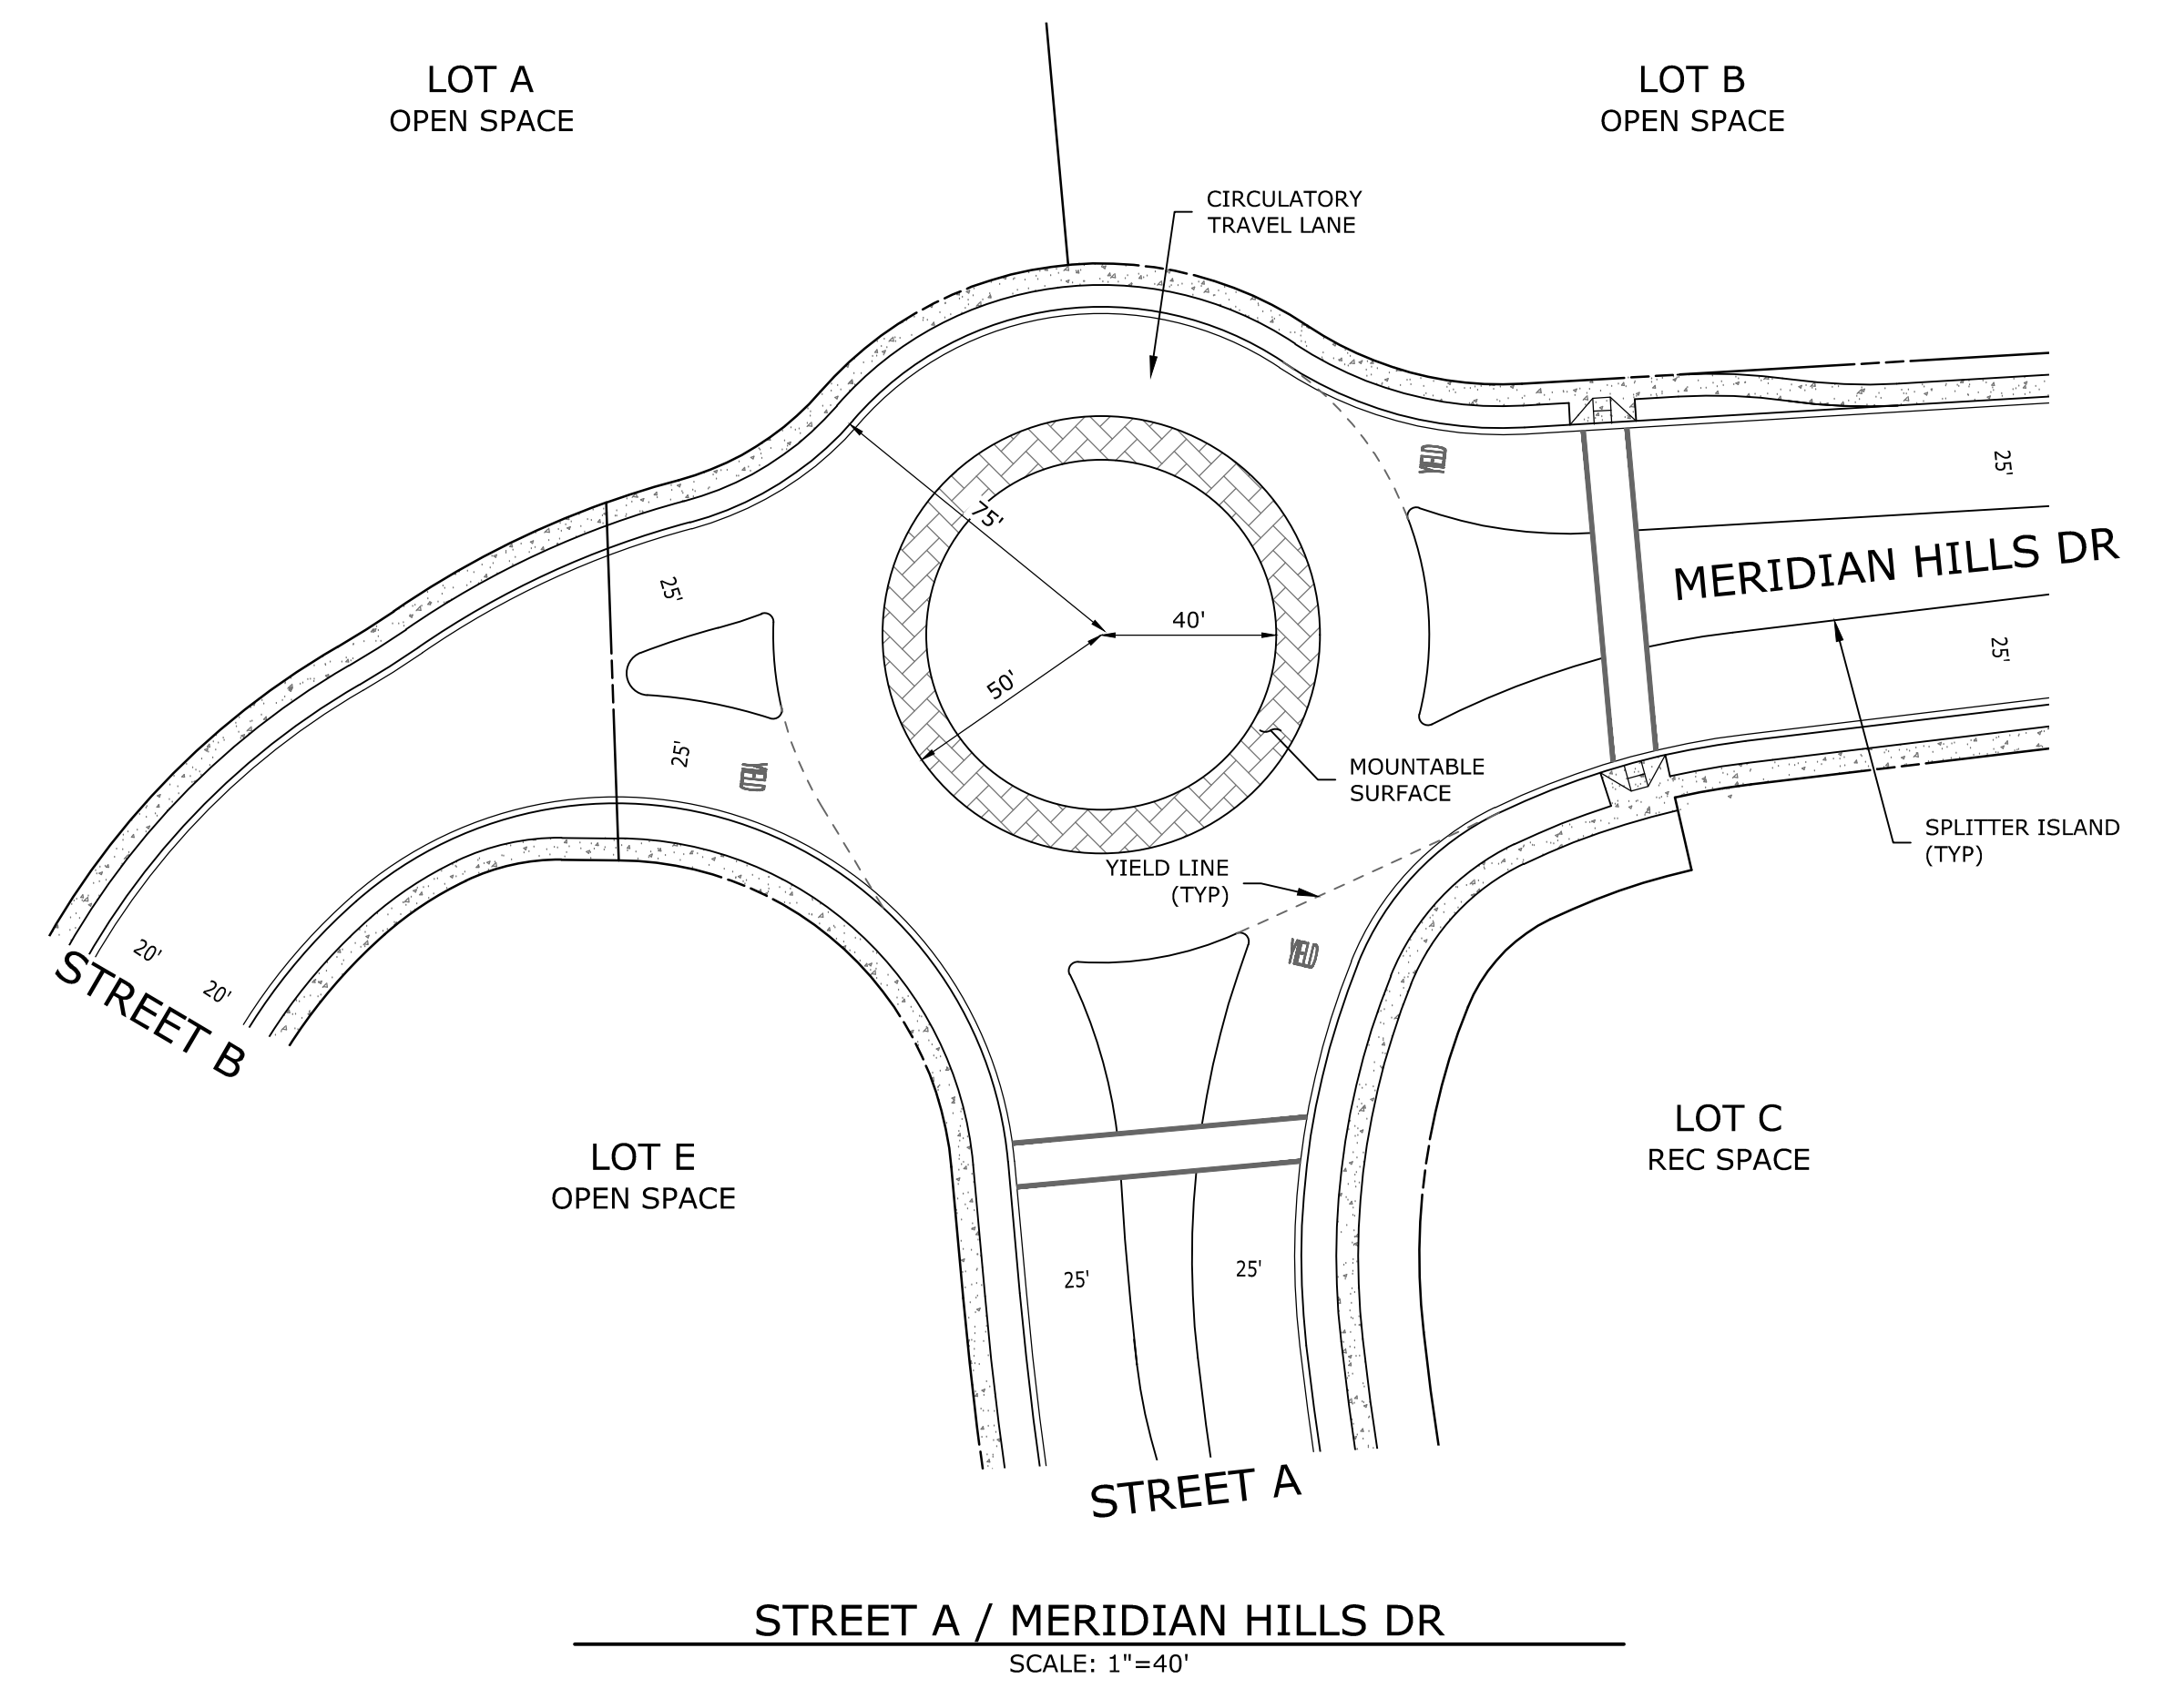 LOT A
OPEN SPACE
LOT B
OPEN SPACE
CIRCULATORY
TRAVEL LANE
YIELD
25'
75'
MERIDIAN HILLS DR
25'
40'
50'
25'
25'
YIELD
MOUNTABLE
SURFACE
SPLITTER ISLAND
(TYP)
YIELD LINE
(TYP)
YIELD
20'
20'
STREET B
LOT C
REC SPACE
LOT E
OPEN SPACE
25'
25'
STREET A
STREET A / MERIDIAN HILLS DR
SCALE: 1"=40'